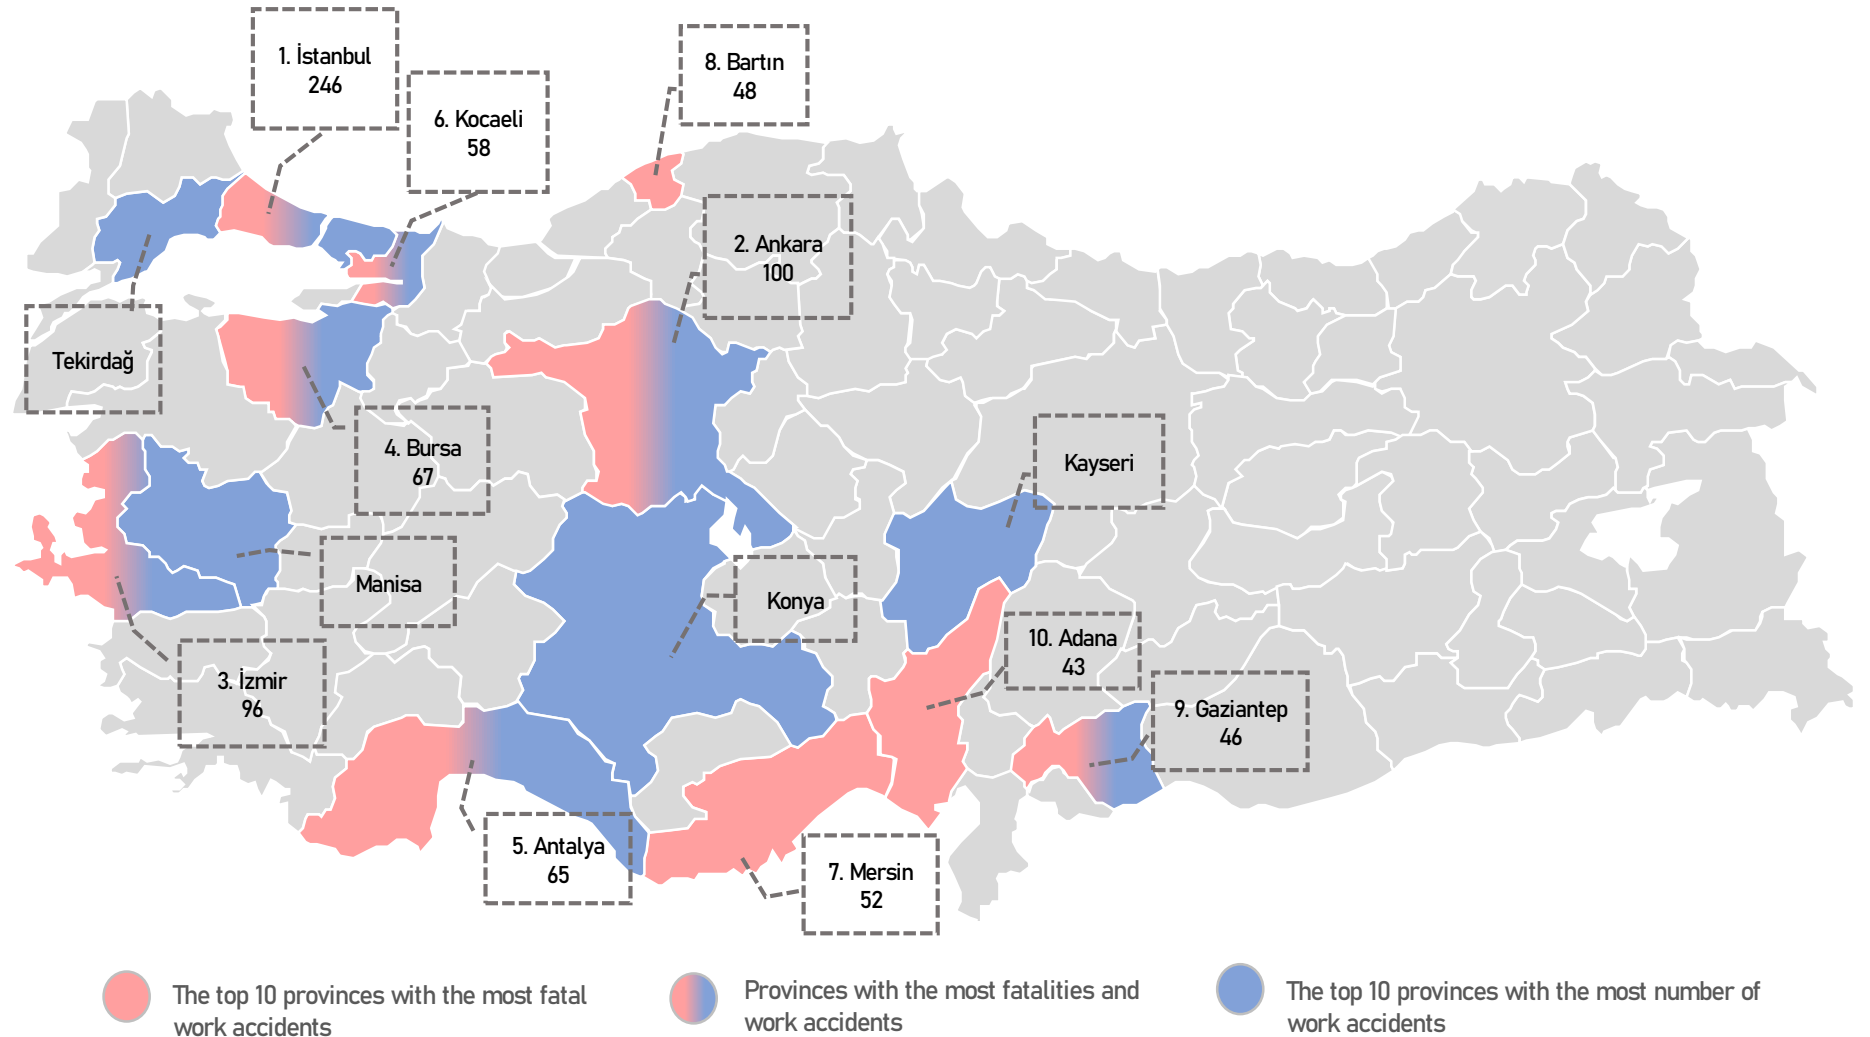 1. İstanbul
246
6. Kocaeli
58
8. Bartın
48
2. Ankara
100
Tekirdağ
4. Bursa
67
Kayseri
Manisa
Konya
3. İzmir
96
10. Adana
43
9. Gaziantep
46
5. Antalya
65
7. Mersin
52
The top 10 provinces with the most fatal
work accidents
Provinces with the most fatalities and
work accidents
The top 10 provinces with the most number of
work accidents